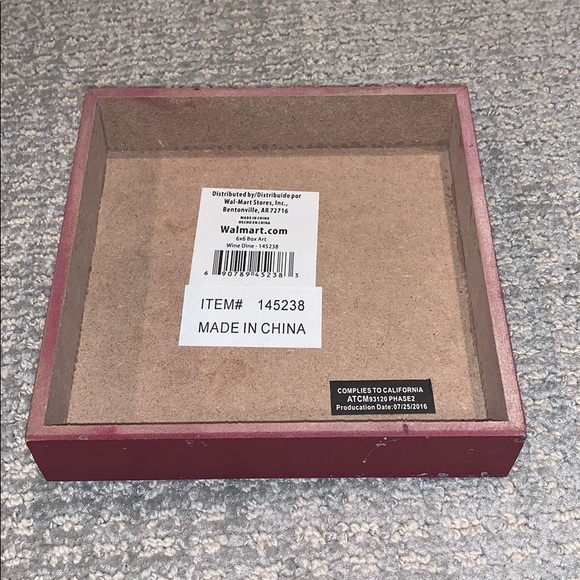 Distributed by/Distribuido por
Wal-Mart Stores, Inc.,
Bentonville, AR 72716
MADE IN CHINA
HECHO EN CHINA
Walmart.com
6x6 Box Art
Wine Dine - 145238
6 90789 45238 3
ITEM# 145238
MADE IN CHINA
COMPLIES TO CALIFORNIA
ATCM93120 PHASE2
Producation Date:07/25/2016